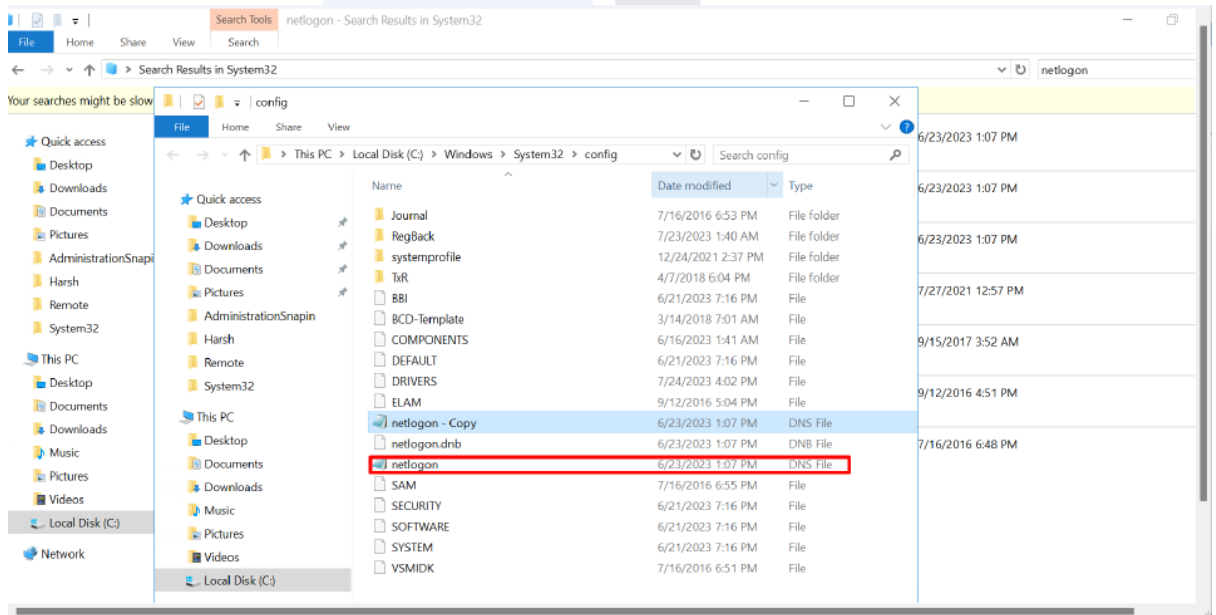 Search Tools netlogon - Search Results in System32
File Home Share View Search
Search Results in System32 netlogon
Your searches might be slow
Quick access
Desktop
Downloads
Documents
Pictures
AdministrationSnapi
Harsh
Remote
System32
This PC
Desktop
Documents
Downloads
Music
Pictures
Videos
Local Disk (C:)
Network
config
File Home Share View
This PC > Local Disk (C:) > Windows > System32 > config Search config
Quick access
Desktop
Downloads
Documents
Pictures
AdministrationSnapin
Harsh
Remote
System32
This PC
Desktop
Documents
Downloads
Music
Pictures
Videos
Local Disk (C:)
Name Date modified Type
Journal 7/16/2016 6:53 PM File folder
RegBack 7/23/2023 1:40 AM File folder
systemprofile 12/24/2021 2:37 PM File folder
TxR 4/7/2018 6:04 PM File folder
BBI 6/21/2023 7:16 PM File
BCD-Template 3/14/2018 7:01 AM File
COMPONENTS 6/16/2023 1:41 AM File
DEFAULT 6/21/2023 7:16 PM File
DRIVERS 7/24/2023 4:02 PM File
ELAM 9/12/2016 5:04 PM File
netlogon - Copy 6/23/2023 1:07 PM DNS File
netlogon.dnb 6/23/2023 1:07 PM DNB File
netlogon 6/23/2023 1:07 PM DNS File
SAM 7/16/2016 6:55 PM File
SECURITY 6/21/2023 7:16 PM File
SOFTWARE 6/21/2023 7:16 PM File
SYSTEM 6/21/2023 7:16 PM File
VSMIDK 7/16/2016 6:51 PM File
6/23/2023 1:07 PM
6/23/2023 1:07 PM
6/23/2023 1:07 PM
7/27/2021 12:57 PM
9/15/2017 3:52 AM
9/12/2016 4:51 PM
7/16/2016 6:48 PM